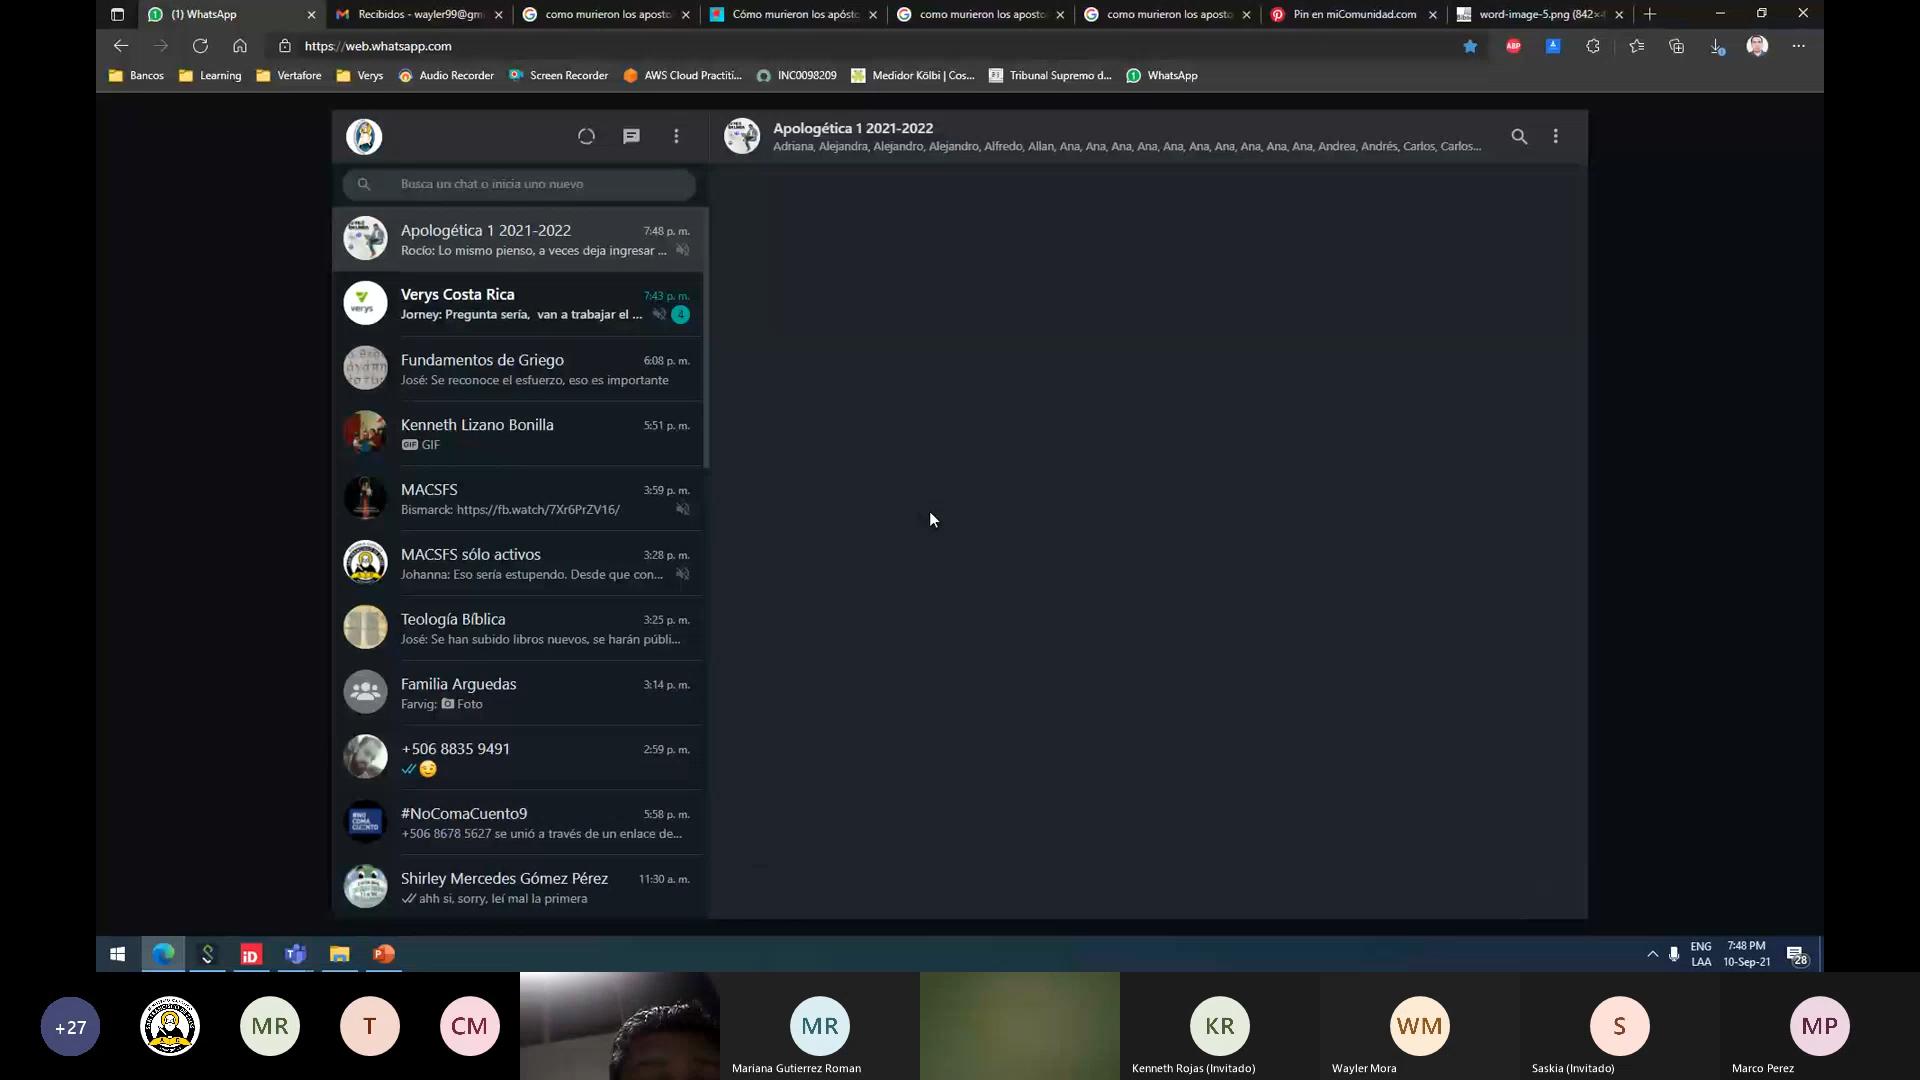 (1) WhatsApp
Recibidos - wayler99@gm
como murieron los aposto
Cómo murieron los apósto
como murieron los aposto
como murieron los aposto
Pin en miComunidad.com
word-image-5.png (842×
https://web.whatsapp.com
ABP
Bancos
Learning
Vertafore
Verys
Audio Recorder
Screen Recorder
AWS Cloud Practiti...
INC0098209
Medidor Kölbi | Cos...
Tribunal Supremo d...
WhatsApp
Apologética 1 2021-2022
Adriana, Alejandra, Alejandro, Alejandro, Alfredo, Allan, Ana, Ana, Ana, Ana, Ana, Ana, Ana, Ana, Ana, Ana, Andrea, Andrés, Carlos, Carlos...
Busca un chat o inicia uno nuevo
Apologética 1 2021-2022
7:48 p. m.
Rocío: Lo mismo pienso, a veces deja ingresar ...
verys
Verys Costa Rica
7:43 p. m.
Jorney: Pregunta sería, van a trabajar el ...
4
Fundamentos de Griego
6:08 p. m.
José: Se reconoce el esfuerzo, eso es importante
Kenneth Lizano Bonilla
5:51 p. m.
GIF GIF
MACSFS
3:59 p. m.
Bismarck: https://fb.watch/7Xr6PrZV16/
MACSFS sólo activos
3:28 p. m.
Johanna: Eso sería estupendo. Desde que con...
Teología Bíblica
3:25 p. m.
José: Se han subido libros nuevos, se harán públi...
Familia Arguedas
3:14 p. m.
Farvig: Foto
+506 8835 9491
2:59 p. m.
#NO COMA CUENTO
#NoComaCuento9
5:58 p. m.
+506 8678 5627 se unió a través de un enlace de...
Shirley Mercedes Gómez Pérez
11:30 a. m.
ahh si, sorry, leí mal la primera
iD
ENG
LAA
7:48 PM
10-Sep-21
28
+27
MR
T
CM
MR
Mariana Gutierrez Roman
KR
Kenneth Rojas (Invitado)
WM
Wayler Mora
S
Saskia (Invitado)
MP
Marco Perez